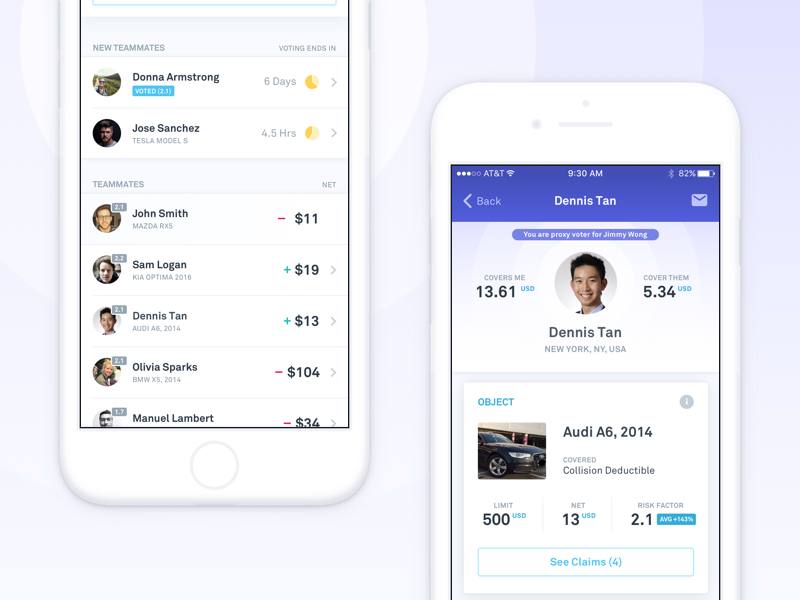 NEW TEAMMATES VOTING ENDS IN
Donna Armstrong
VOTED (2.1)
6 Days
Jose Sanchez
TESLA MODEL S
4.5 Hrs
TEAMMATES NET
2.1
John Smith
MAZDA RX5
− $11
2.2
Sam Logan
KIA OPTIMA 2016
+ $19
2.1
Dennis Tan
AUDI A6, 2014
+ $13
2.1
Olivia Sparks
BMW X5, 2014
− $104
1.7
Manuel Lambert
− $34
AT&T 9:30 AM 82%
Back Dennis Tan
You are proxy voter for Jimmy Wong
COVERS ME
13.61 USD
COVER THEM
5.34 USD
Dennis Tan
NEW YORK, NY, USA
OBJECT i
Audi A6, 2014
COVERED
Collision Deductible
LIMIT NET RISK FACTOR
500 USD 13 USD 2.1 AVG +143%
See Claims (4)